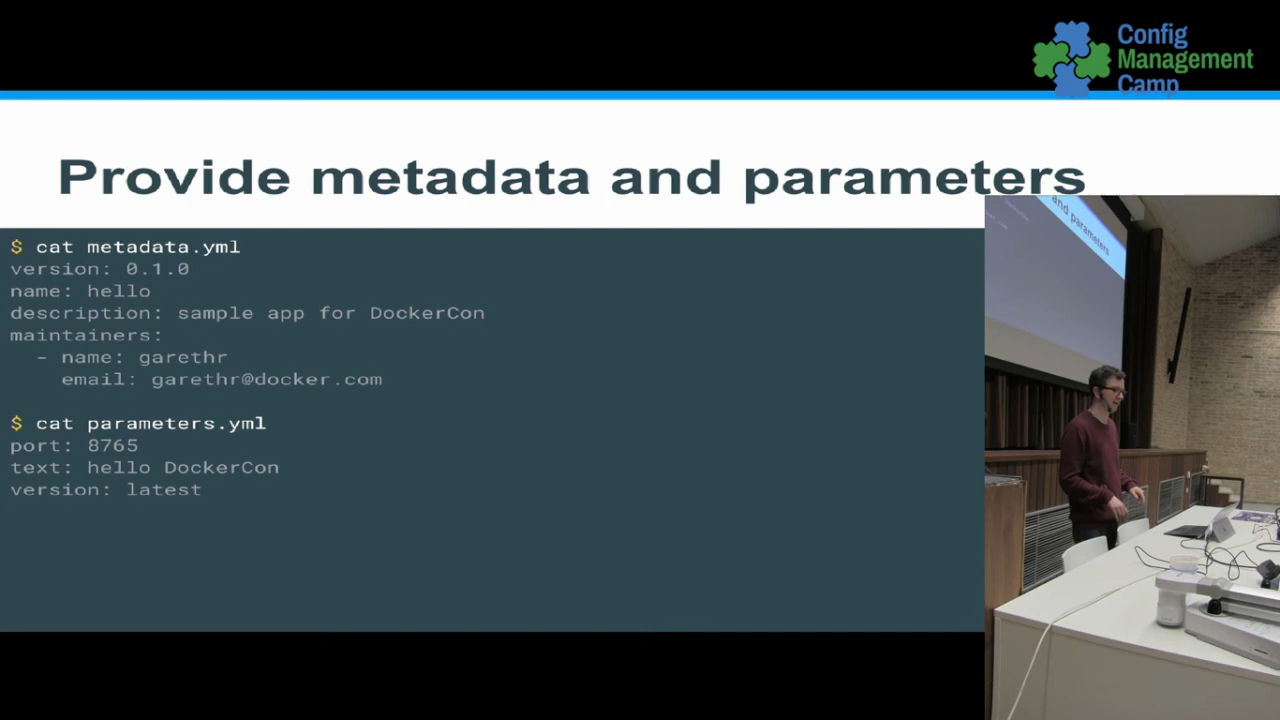 Config
Management
Camp
Provide metadata and parameters
$ cat metadata.yml
version: 0.1.0
name: hello
description: sample app for DockerCon
maintainers:
- name: garethr
email: garethr@docker.com
$ cat parameters.yml
port: 8765
text: hello DockerCon
version: latest
and parameters